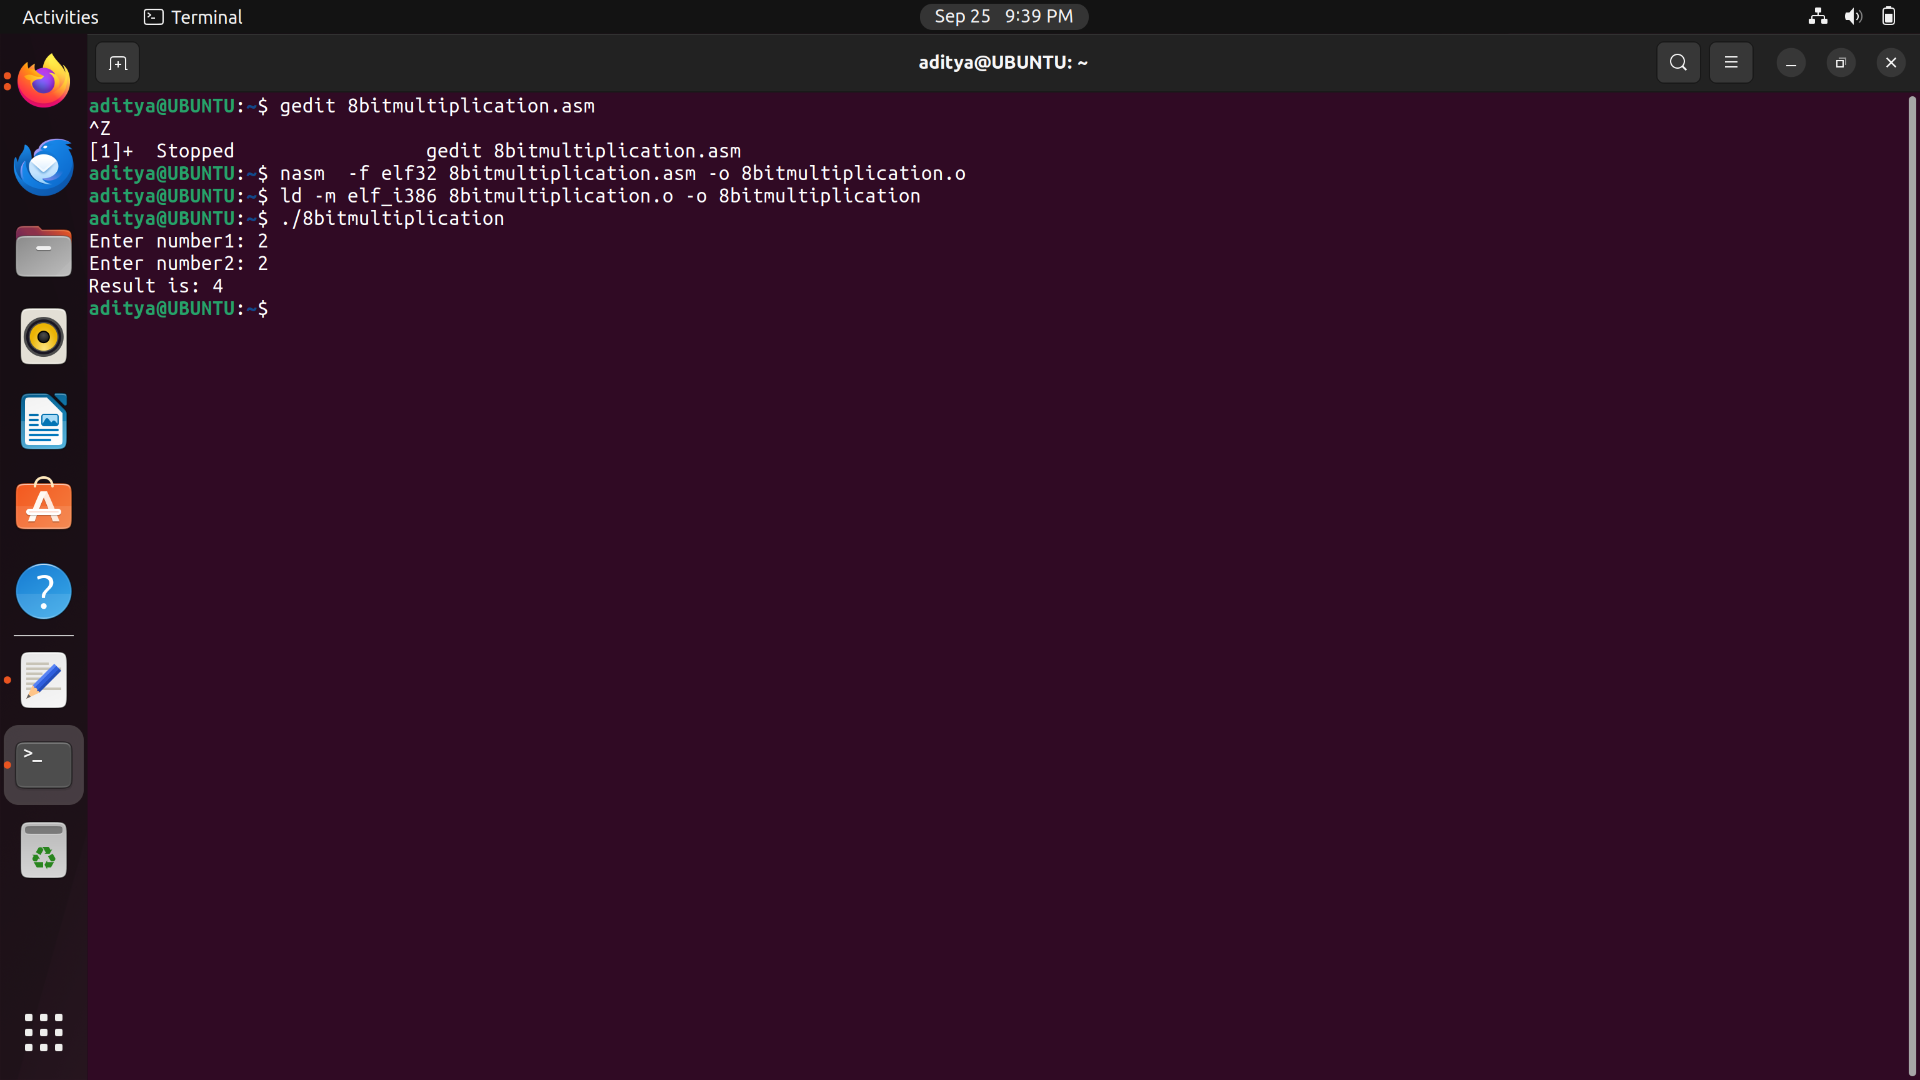 Activities Terminal Sep 25 9:39 PM
aditya@UBUNTU: ~
aditya@UBUNTU:~$ gedit 8bitmultiplication.asm
^Z
[1]+  Stopped                 gedit 8bitmultiplication.asm
aditya@UBUNTU:~$ nasm  -f elf32 8bitmultiplication.asm -o 8bitmultiplication.o
aditya@UBUNTU:~$ ld -m elf_i386 8bitmultiplication.o -o 8bitmultiplication
aditya@UBUNTU:~$ ./8bitmultiplication
Enter number1: 2
Enter number2: 2
Result is: 4
aditya@UBUNTU:~$